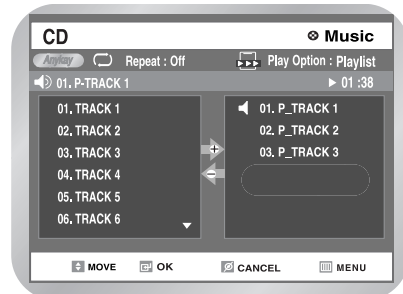 CD Music
Anykey Repeat : Off Play Option : Playlist
01. P-TRACK 1 01 :38
01. TRACK 1
02. TRACK 2
03. TRACK 3
04. TRACK 4
05. TRACK 5
06. TRACK 6
01. P_TRACK 1
02. P_TRACK 2
03. P_TRACK 3
MOVE OK CANCEL MENU